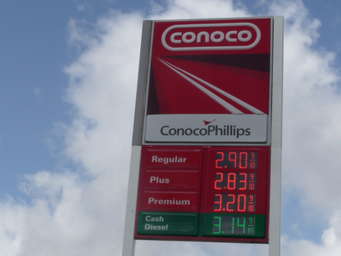 conoco
ConocoPhillips
Regular 2.90
Plus 2.83
Premium 3.20
Cash
Diesel 3.14